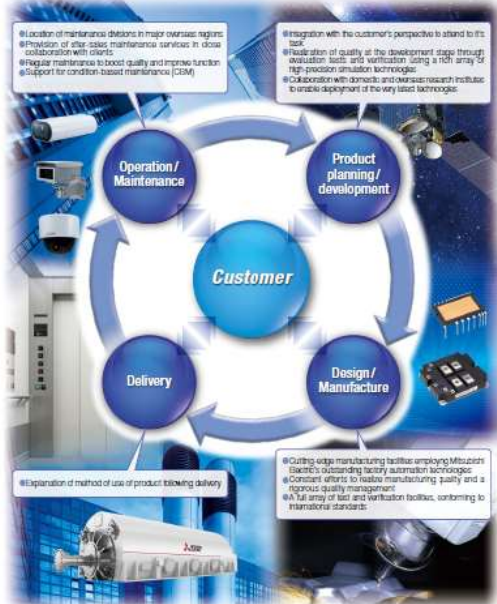 ●Location of maintenance divisions in major overseas regions
●Provision of after-sales maintenance services in close
collaboration with clients
●Regular maintenance to boost quality and improve function
●Support for condition-based maintenance (CBM)
●Integration with the customer's perspective to attend to it's
task
●Realization of quality at the development stage through
evaluation tests and verification using a rich array of
high-precision simulation technologies
●Collaboration with domestic and overseas research institutes
to enable deployment of the very latest technologies
Operation/
Maintenance
Product
planning/
development
Customer
Delivery
Design/
Manufacture
●Explanation of method of use of product following delivery
●Cutting-edge manufacturing facilities employing Mitsubishi
Electric's outstanding factory automation technologies
●Constant efforts to realize manufacturing quality and a
rigorous quality management
●A full array of test and verification facilities, conforming to
international standards